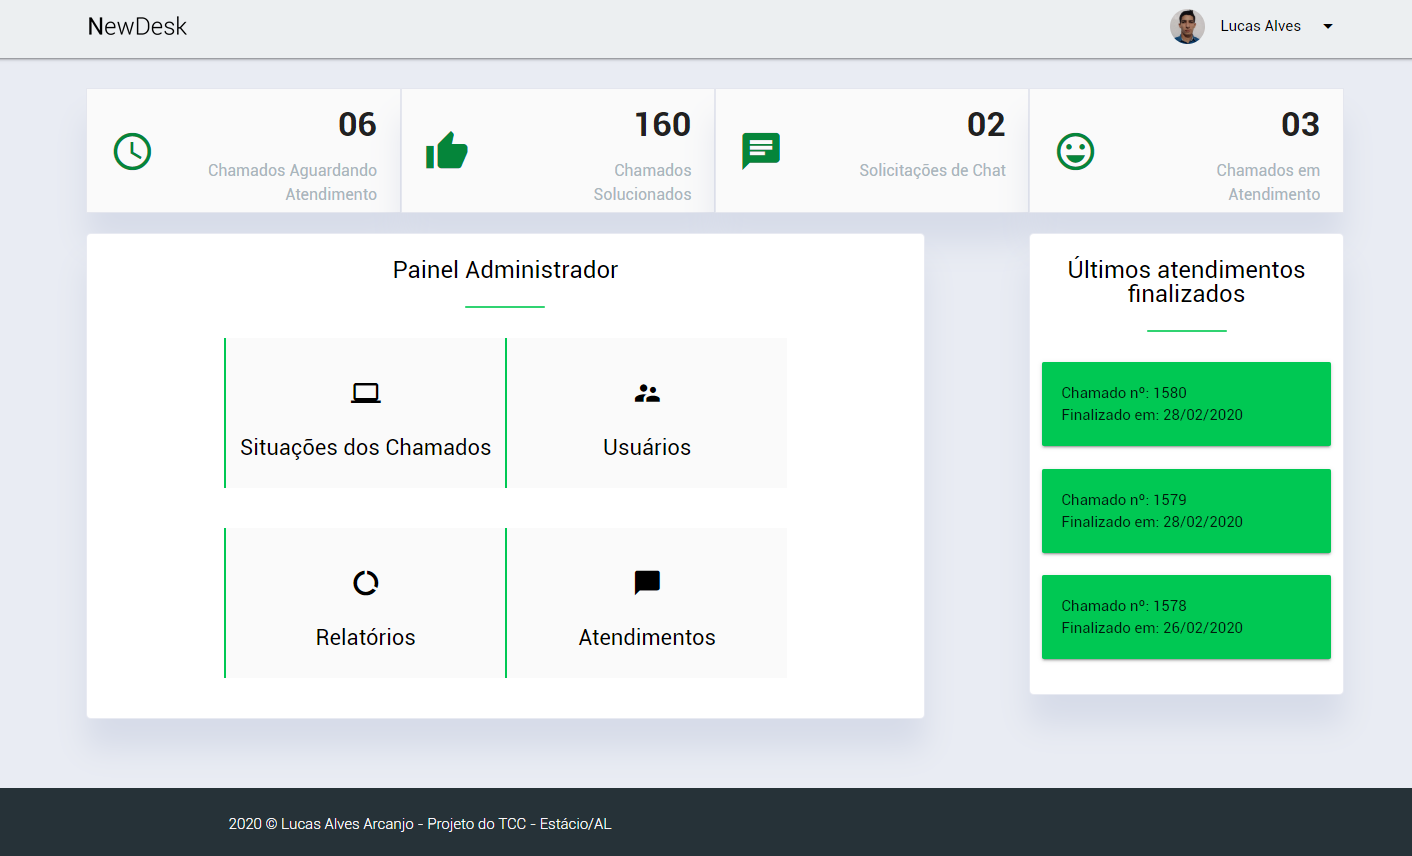 NewDesk
Lucas Alves
06
Chamados Aguardando
Atendimento
160
Chamados
Solucionados
02
Solicitações de Chat
03
Chamados em
Atendimento
Painel Administrador
Situações dos Chamados
Usuários
Relatórios
Atendimentos
Últimos atendimentos
finalizados
Chamado nº: 1580
Finalizado em: 28/02/2020
Chamado nº: 1579
Finalizado em: 28/02/2020
Chamado nº: 1578
Finalizado em: 26/02/2020
2020 © Lucas Alves Arcanjo - Projeto do TCC - Estácio/AL